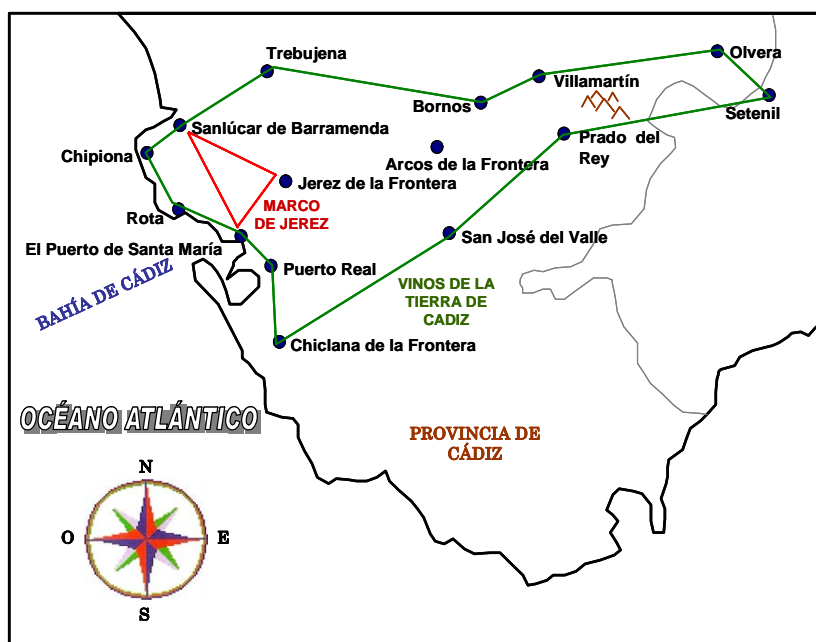 Olvera
Trebujena
Villamartín
Bornos
Setenil
Sanlúcar de Barramenda
Prado del
Rey
Chipiona
Arcos de la Frontera
Jerez de la Frontera
MARCO
DE JEREZ
Rota
San José del Valle
El Puerto de Santa María
Puerto Real
BAHÍA DE CÁDIZ
VINOS DE LA
TIERRA DE
CADIZ
Chiclana de la Frontera
OCÉANO ATLÁNTICO
PROVINCIA DE
CÁDIZ
N
O
E
S